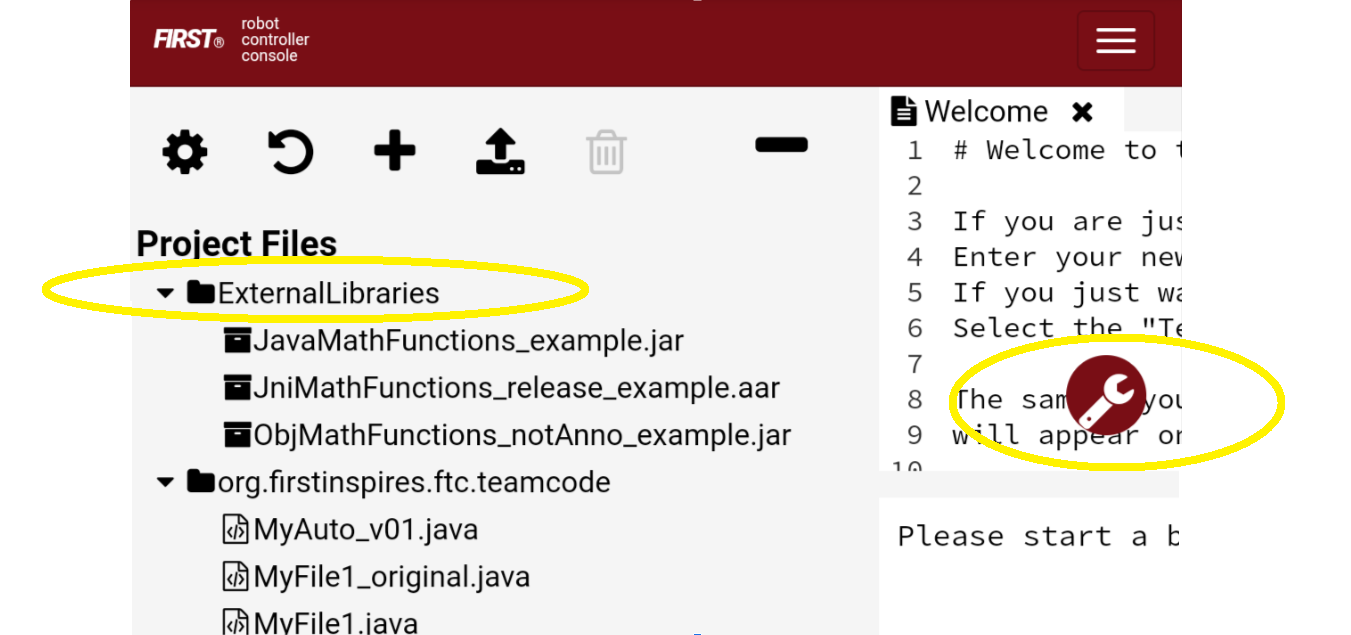 FIRST® robot
controller
console
Welcome
Project Files
ExternalLibraries
JavaMathFunctions_example.jar
JniMathFunctions_release_example.aar
ObjMathFunctions_notAnno_example.jar
org.firstinspires.ftc.teamcode
MyAuto_v01.java
MyFile1_original.java
MyFile1.java
1 # Welcome to
2
3 If you are jus
4 Enter your new
5 If you just wa
6 Select the "Te
7
8 The sam you
9 will appear or
10
Please start a b